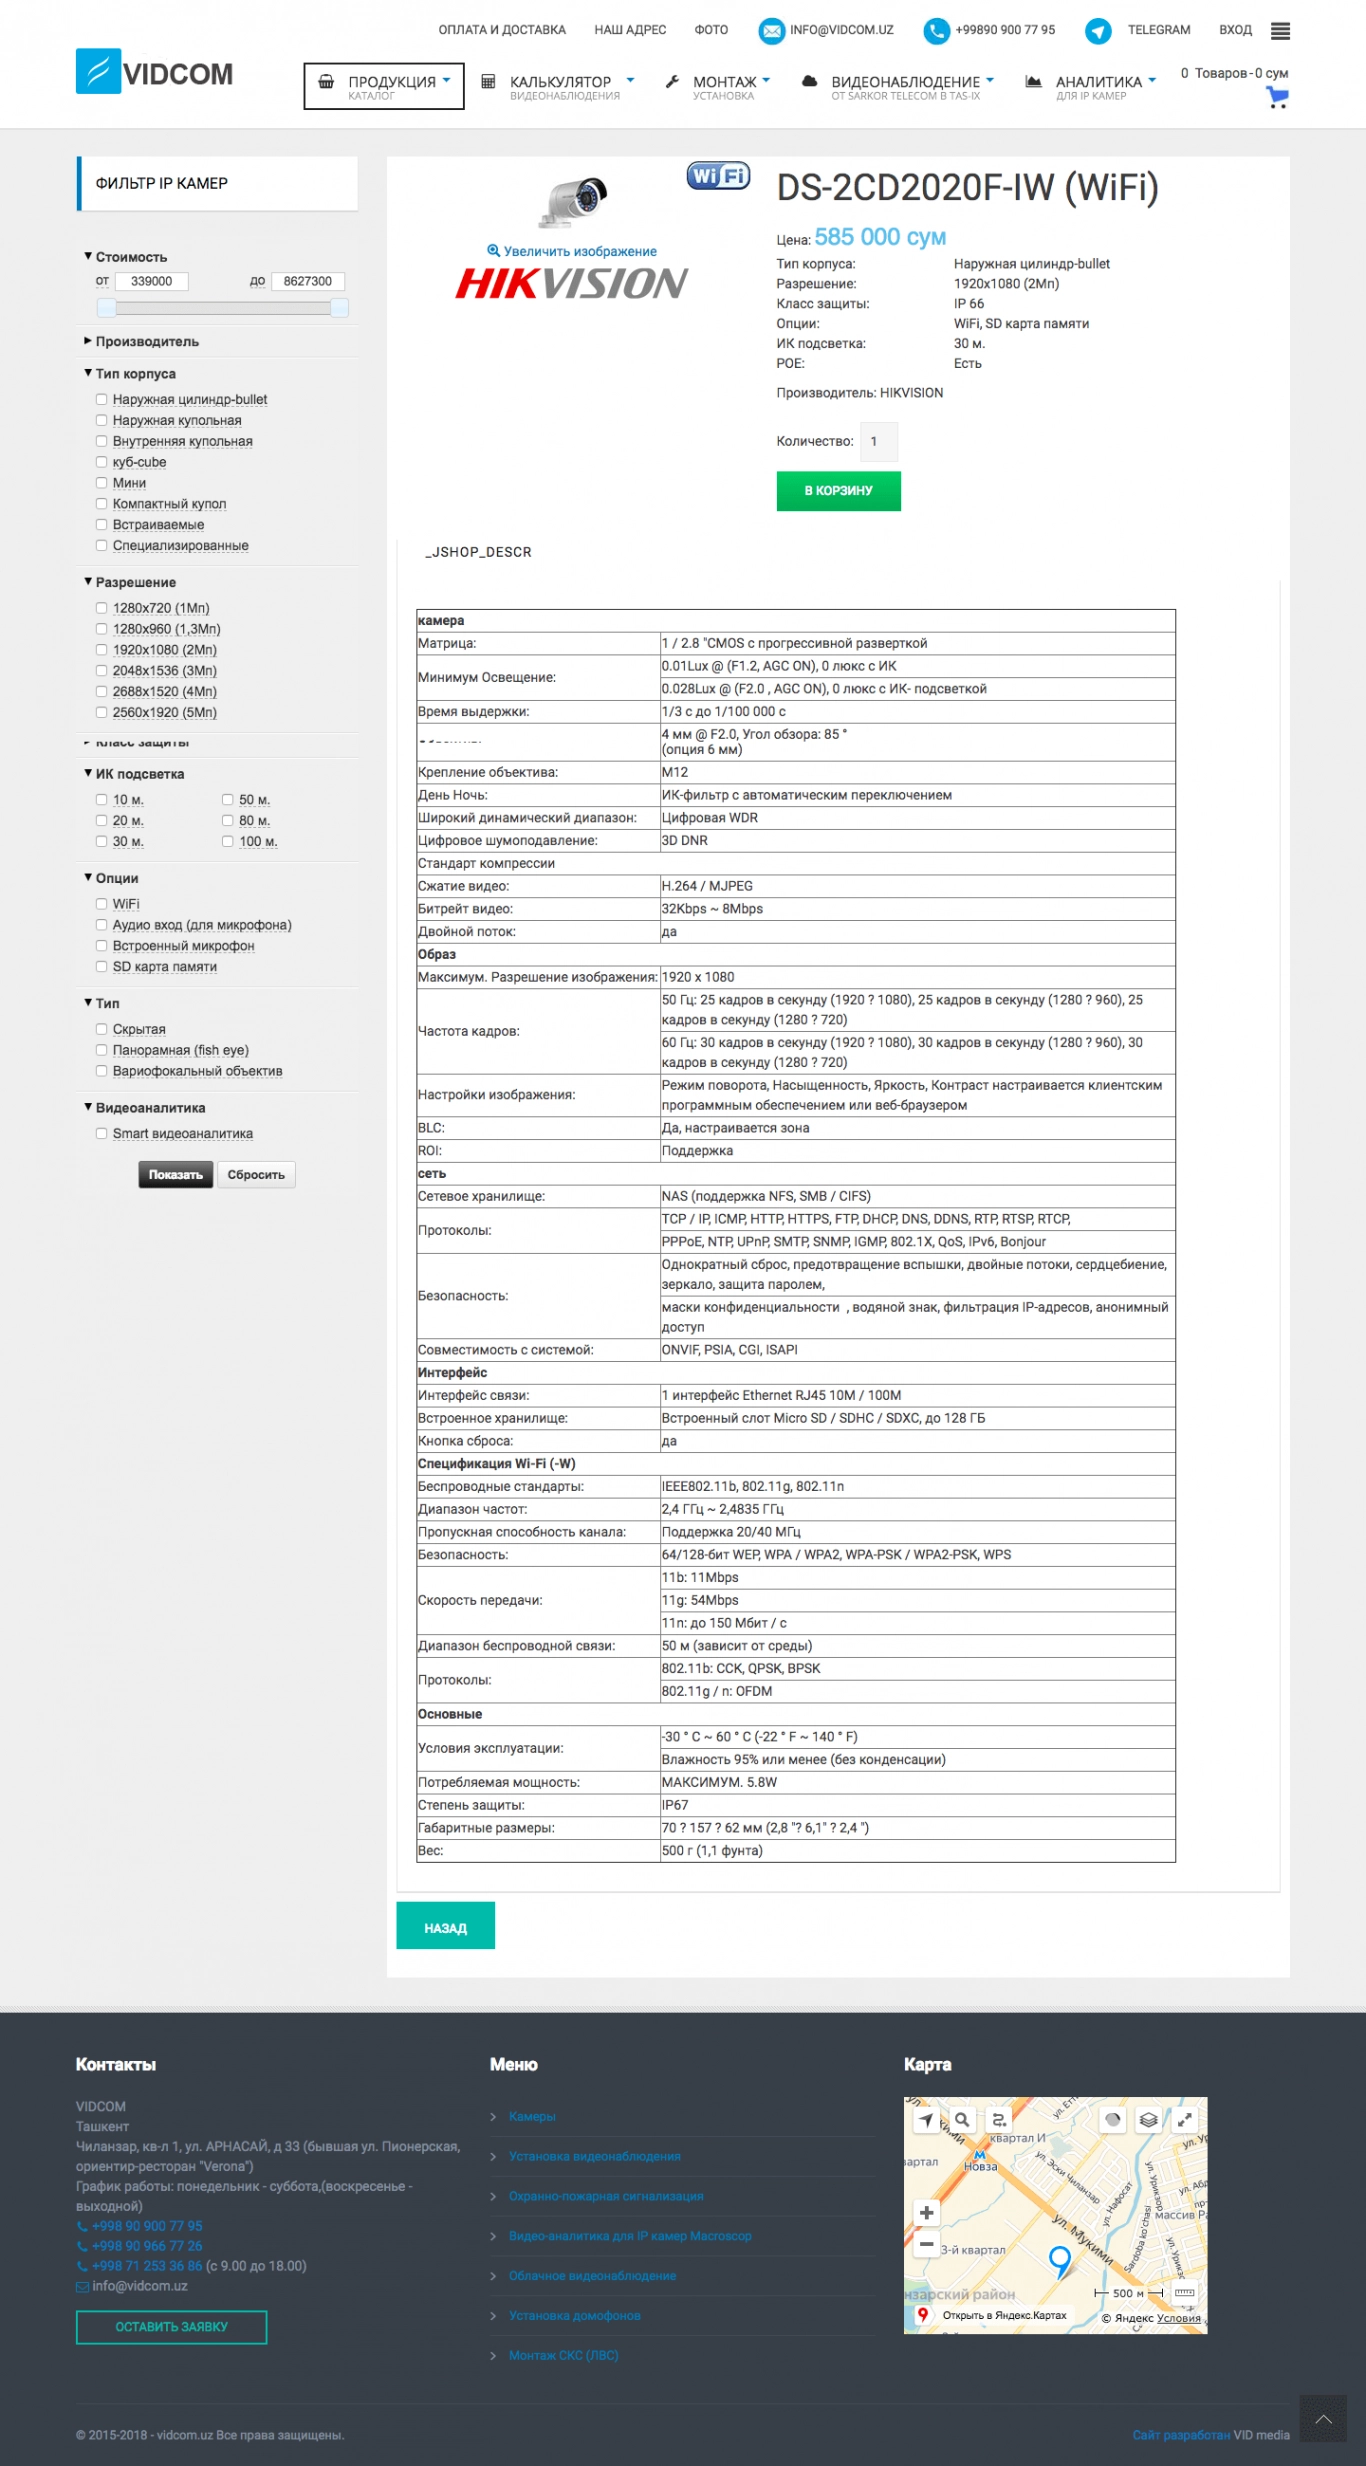 ОПЛАТА И ДОСТАВКА НАШ АДРЕС ФОТО INFO@VIDCOM.UZ +99890 900 77 95 TELEGRAM ВХОД
VIDCOM
ПРОДУКЦИЯ
КАТАЛОГ
КАЛЬКУЛЯТОР
ВИДЕОНАБЛЮДЕНИЯ
МОНТАЖ
УСТАНОВКА
ВИДЕОНАБЛЮДЕНИЕ
ОТ SARKOR TELECOM В TAS-IX
АНАЛИТИКА
ДЛЯ IP КАМЕР
0 Товаров-0 сум
ФИЛЬТР IP КАМЕР
Стоимость
от 339000 до 8627300
Производитель
Тип корпуса
Наружная цилиндр-bullet
Наружная купольная
Внутренняя купольная
куб-cube
Мини
Компактный купол
Встраиваемые
Специализированные
Разрешение
1280x720 (1Мп)
1280x960 (1,3Мп)
1920x1080 (2Мп)
2048x1536 (3Мп)
2688x1520 (4Мп)
2560x1920 (5Мп)
Класс защиты
ИК подсветка
10 м. 50 м.
20 м. 80 м.
30 м. 100 м.
Опции
WiFi
Аудио вход (для микрофона)
Встроенный микрофон
SD карта памяти
Тип
Скрытая
Панорамная (fish eye)
Вариофокальный объектив
Видеоаналитика
Smart видеоаналитика
Показать Сбросить
Wi Fi
Увеличить изображение
HIKVISION
DS-2CD2020F-IW (WiFi)
Цена: 585 000 сум
Тип корпуса: Наружная цилиндр-bullet
Разрешение: 1920x1080 (2Мп)
Класс защиты: IP 66
Опции: WiFi, SD карта памяти
ИК подсветка: 30 м.
POE: Есть
Производитель: HIKVISION
Количество: 1
В КОРЗИНУ
_JSHOP_DESCR
камера
Матрица: 1 / 2.8 "CMOS с прогрессивной разверткой
Минимум Освещение: 0.01Lux @ (F1.2, AGC ON), 0 люкс с ИК
0.028Lux @ (F2.0 , AGC ON), 0 люкс с ИК- подсветкой
Время выдержки: 1/3 с до 1/100 000 с
4 мм @ F2.0, Угол обзора: 85 °
(опция 6 мм)
Крепление объектива: M12
День Ночь: ИК-фильтр с автоматическим переключением
Широкий динамический диапазон: Цифровая WDR
Цифровое шумоподавление: 3D DNR
Стандарт компрессии
Сжатие видео: H.264 / MJPEG
Битрейт видео: 32Kbps ~ 8Mbps
Двойной поток: да
Образ
Максимум. Разрешение изображения: 1920 x 1080
Частота кадров: 50 Гц: 25 кадров в секунду (1920 ? 1080), 25 кадров в секунду (1280 ? 960), 25
кадров в секунду (1280 ? 720)
60 Гц: 30 кадров в секунду (1920 ? 1080), 30 кадров в секунду (1280 ? 960), 30
кадров в секунду (1280 ? 720)
Настройки изображения: Режим поворота, Насыщенность, Яркость, Контраст настраивается клиентским
программным обеспечением или веб-браузером
BLC: Да, настраивается зона
ROI: Поддержка
сеть
Сетевое хранилище: NAS (поддержка NFS, SMB / CIFS)
Протоколы: TCP / IP, ICMP, HTTP, HTTPS, FTP, DHCP, DNS, DDNS, RTP, RTSP, RTCP,
PPPoE, NTP, UPnP, SMTP, SNMP, IGMP, 802.1X, QoS, IPv6, Bonjour
Безопасность: Однократный сброс, предотвращение вспышки, двойные потоки, сердцебиение,
зеркало, защита паролем,
маски конфиденциальности , водяной знак, фильтрация IP-адресов, анонимный
доступ
Совместимость с системой: ONVIF, PSIA, CGI, ISAPI
Интерфейс
Интерфейс связи: 1 интерфейс Ethernet RJ45 10M / 100M
Встроенное хранилище: Встроенный слот Micro SD / SDHC / SDXC, до 128 ГБ
Кнопка сброса: да
Спецификация Wi-Fi (-W)
Беспроводные стандарты: IEEE802.11b, 802.11g, 802.11n
Диапазон частот: 2,4 ГГц ~ 2,4835 ГГц
Пропускная способность канала: Поддержка 20/40 МГц
Безопасность: 64/128-бит WEP, WPA / WPA2, WPA-PSK / WPA2-PSK, WPS
Скорость передачи: 11b: 11Mbps
11g: 54Mbps
11n: до 150 Мбит / с
Диапазон беспроводной связи: 50 м (зависит от среды)
Протоколы: 802.11b: CCK, QPSK, BPSK
802.11g / n: OFDM
Основные
Условия эксплуатации: -30 ° C ~ 60 ° C (-22 ° F ~ 140 ° F)
Влажность 95% или менее (без конденсации)
Потребляемая мощность: МАКСИМУМ. 5.8W
Степень защиты: IP67
Габаритные размеры: 70 ? 157 ? 62 мм (2,8 "? 6,1" ? 2,4 ")
Вес: 500 г (1,1 фунта)
НАЗАД
Контакты
VIDCOM
Ташкент
Чиланзар, кв-л 1, ул. АРНАСАЙ, д 33 (бывшая ул. Пионерская,
ориентир-ресторан "Verona")
График работы: понедельник - суббота,(воскресенье -
выходной)
+998 90 900 77 95
+998 90 966 77 26
+998 71 253 36 86 (с 9.00 до 18.00)
info@vidcom.uz
ОСТАВИТЬ ЗАЯВКУ
Меню
Камеры
Установка видеонаблюдения
Охранно-пожарная сигнализация
Видео-аналитика для IP камер Macroscop
Облачное видеонаблюдение
Установка домофонов
Монтаж СКС (ЛВС)
Карта
квартал И
Новза
ул. Эски Чиланзар
ул. Нафосат
ул. Урикзор
массив
ул. Мукими
Sardoba ko'chasi
3-й квартал
нзарский район
500 м
Открыть в Яндекс.Картах
© Яндекс Условия
© 2015-2018 - vidcom.uz Все права защищены.
Сайт разработан VID media